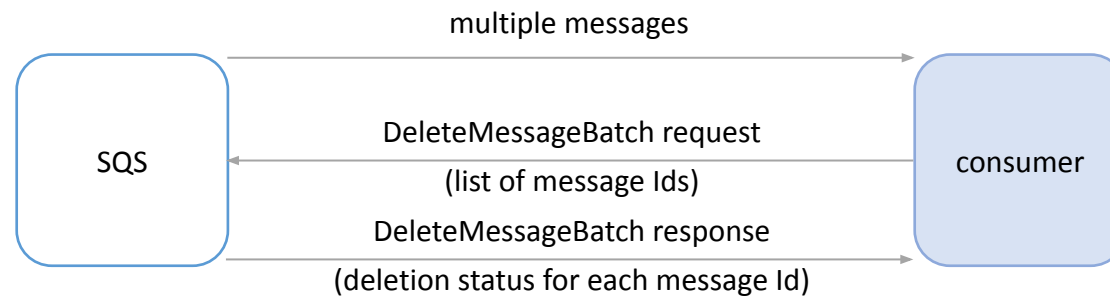 multiple messages
SQS
DeleteMessageBatch request
(list of message Ids)
consumer
DeleteMessageBatch response
(deletion status for each message Id)